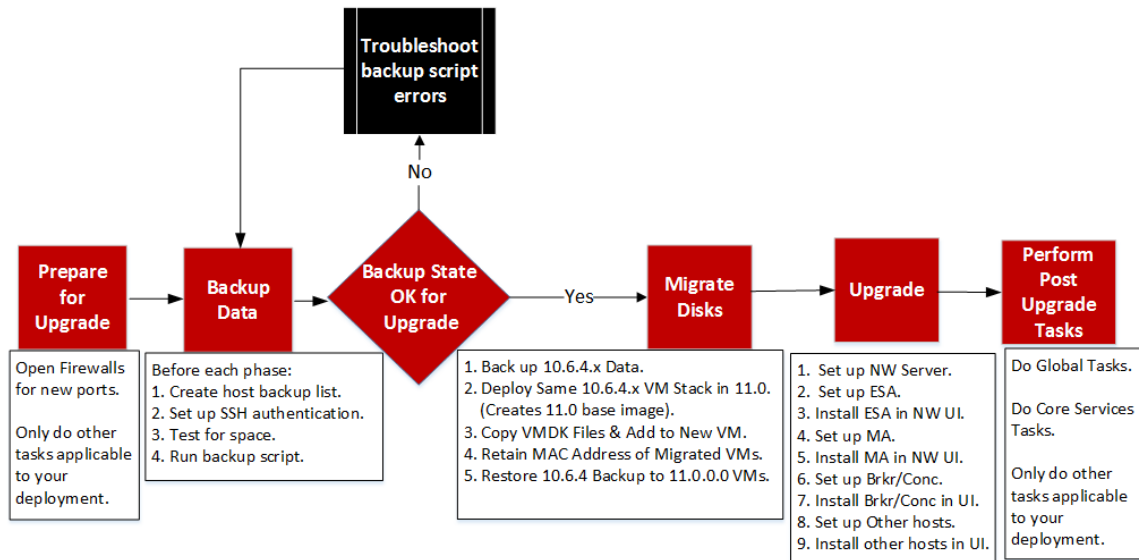 Troubleshoot
backup script
errors
No
Prepare
for
Upgrade
Backup
Data
Backup State
OK for
Upgrade
Yes
Migrate
Disks
Upgrade
Perform
Post
Upgrade
Tasks
Open Firewalls
for new ports.
Only do other
tasks applicable
to your
deployment.
Before each phase:
1. Create host backup list.
2. Set up SSH authentication.
3. Test for space.
4. Run backup script.
1. Back up 10.6.4.x Data.
2. Deploy Same 10.6.4.x VM Stack in 11.0.
(Creates 11.0 base image).
3. Copy VMDK Files & Add to New VM.
4. Retain MAC Address of Migrated VMs.
5. Restore 10.6.4 Backup to 11.0.0.0 VMs.
1. Set up NW Server.
2. Set up ESA.
3. Install ESA in NW UI.
4. Set up MA.
5. Install MA in NW UI.
6. Set up Brkr/Conc.
7. Install Brkr/Conc in UI.
8. Set up Other hosts.
9. Install other hosts in UI.
Do Global Tasks.
Do Core Services
Tasks.
Only do other
tasks applicable
to your
deployment.